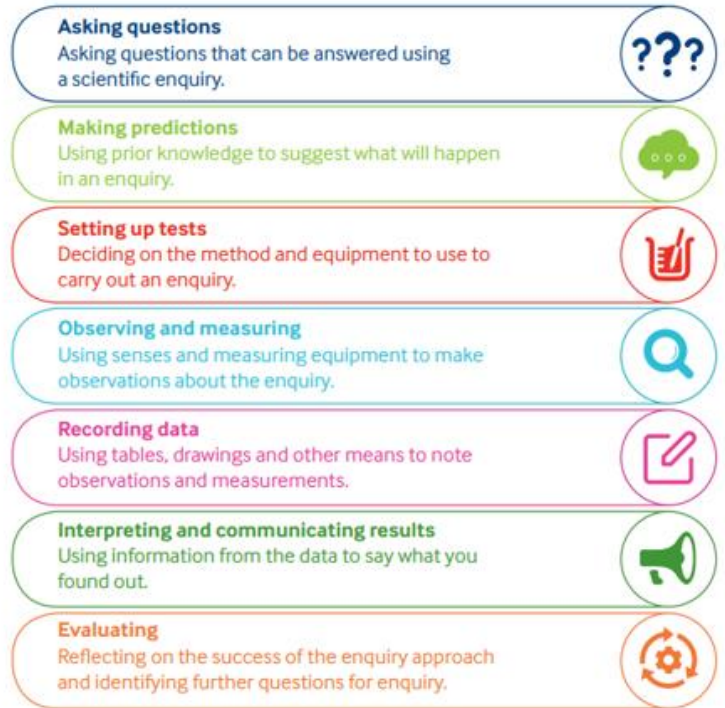 Asking questions
Asking questions that can be answered using
a scientific enquiry.
???
Making predictions
Using prior knowledge to suggest what will happen
in an enquiry.
Setting up tests
Deciding on the method and equipment to use to
carry out an enquiry.
Observing and measuring
Using senses and measuring equipment to make
observations about the enquiry.
Recording data
Using tables, drawings and other means to note
observations and measurements.
Interpreting and communicating results
Using information from the data to say what you
found out.
Evaluating
Reflecting on the success of the enquiry approach
and identifying further questions for enquiry.